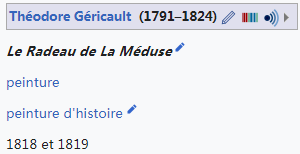 Théodore Géricault (1791–1824)
Le Radeau de La Méduse
peinture
peinture d'histoire
1818 et 1819